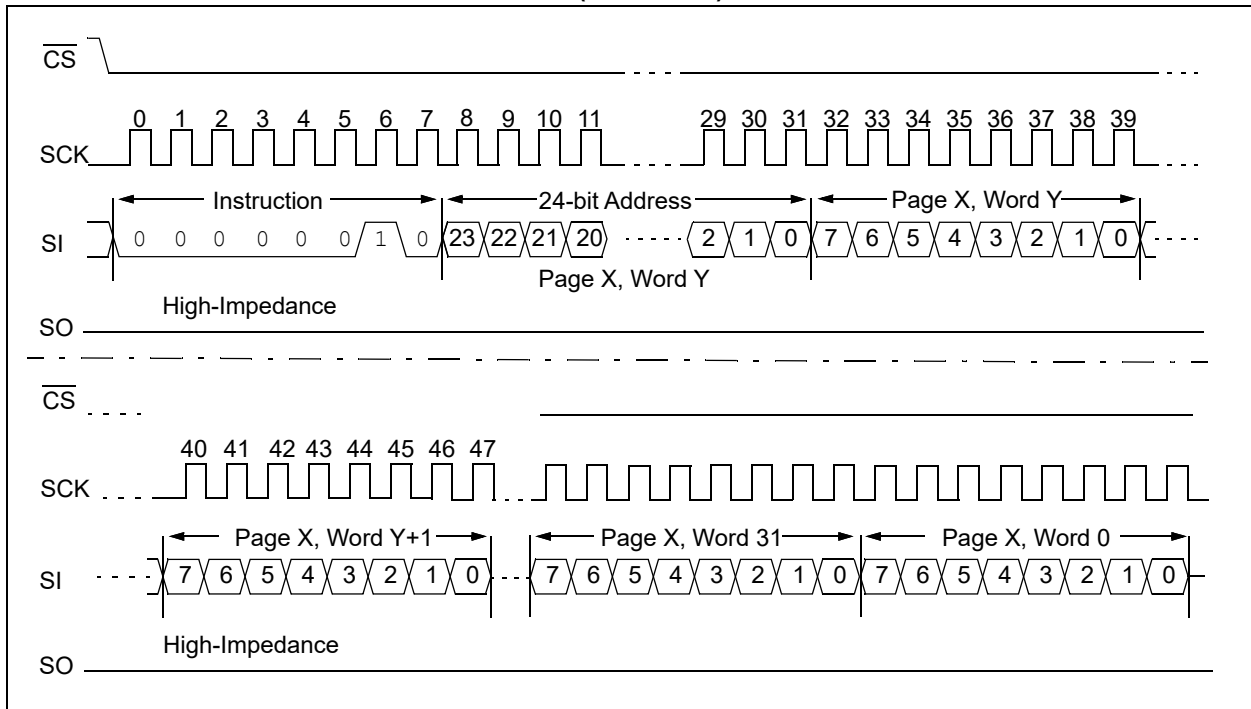 CS
0 1 2 3 4 5 6 7 8 9 10 11 29 30 31 32 33 34 35 36 37 38 39
SCK
Instruction 24-bit Address Page X, Word Y
SI 0 0 0 0 0 0 1 0 23 22 21 20 2 1 0 7 6 5 4 3 2 1 0
Page X, Word Y
High-Impedance
SO
CS
40 41 42 43 44 45 46 47
SCK
Page X, Word Y+1 Page X, Word 31 Page X, Word 0
SI 7 6 5 4 3 2 1 0 7 6 5 4 3 2 1 0 7 6 5 4 3 2 1 0
High-Impedance
SO